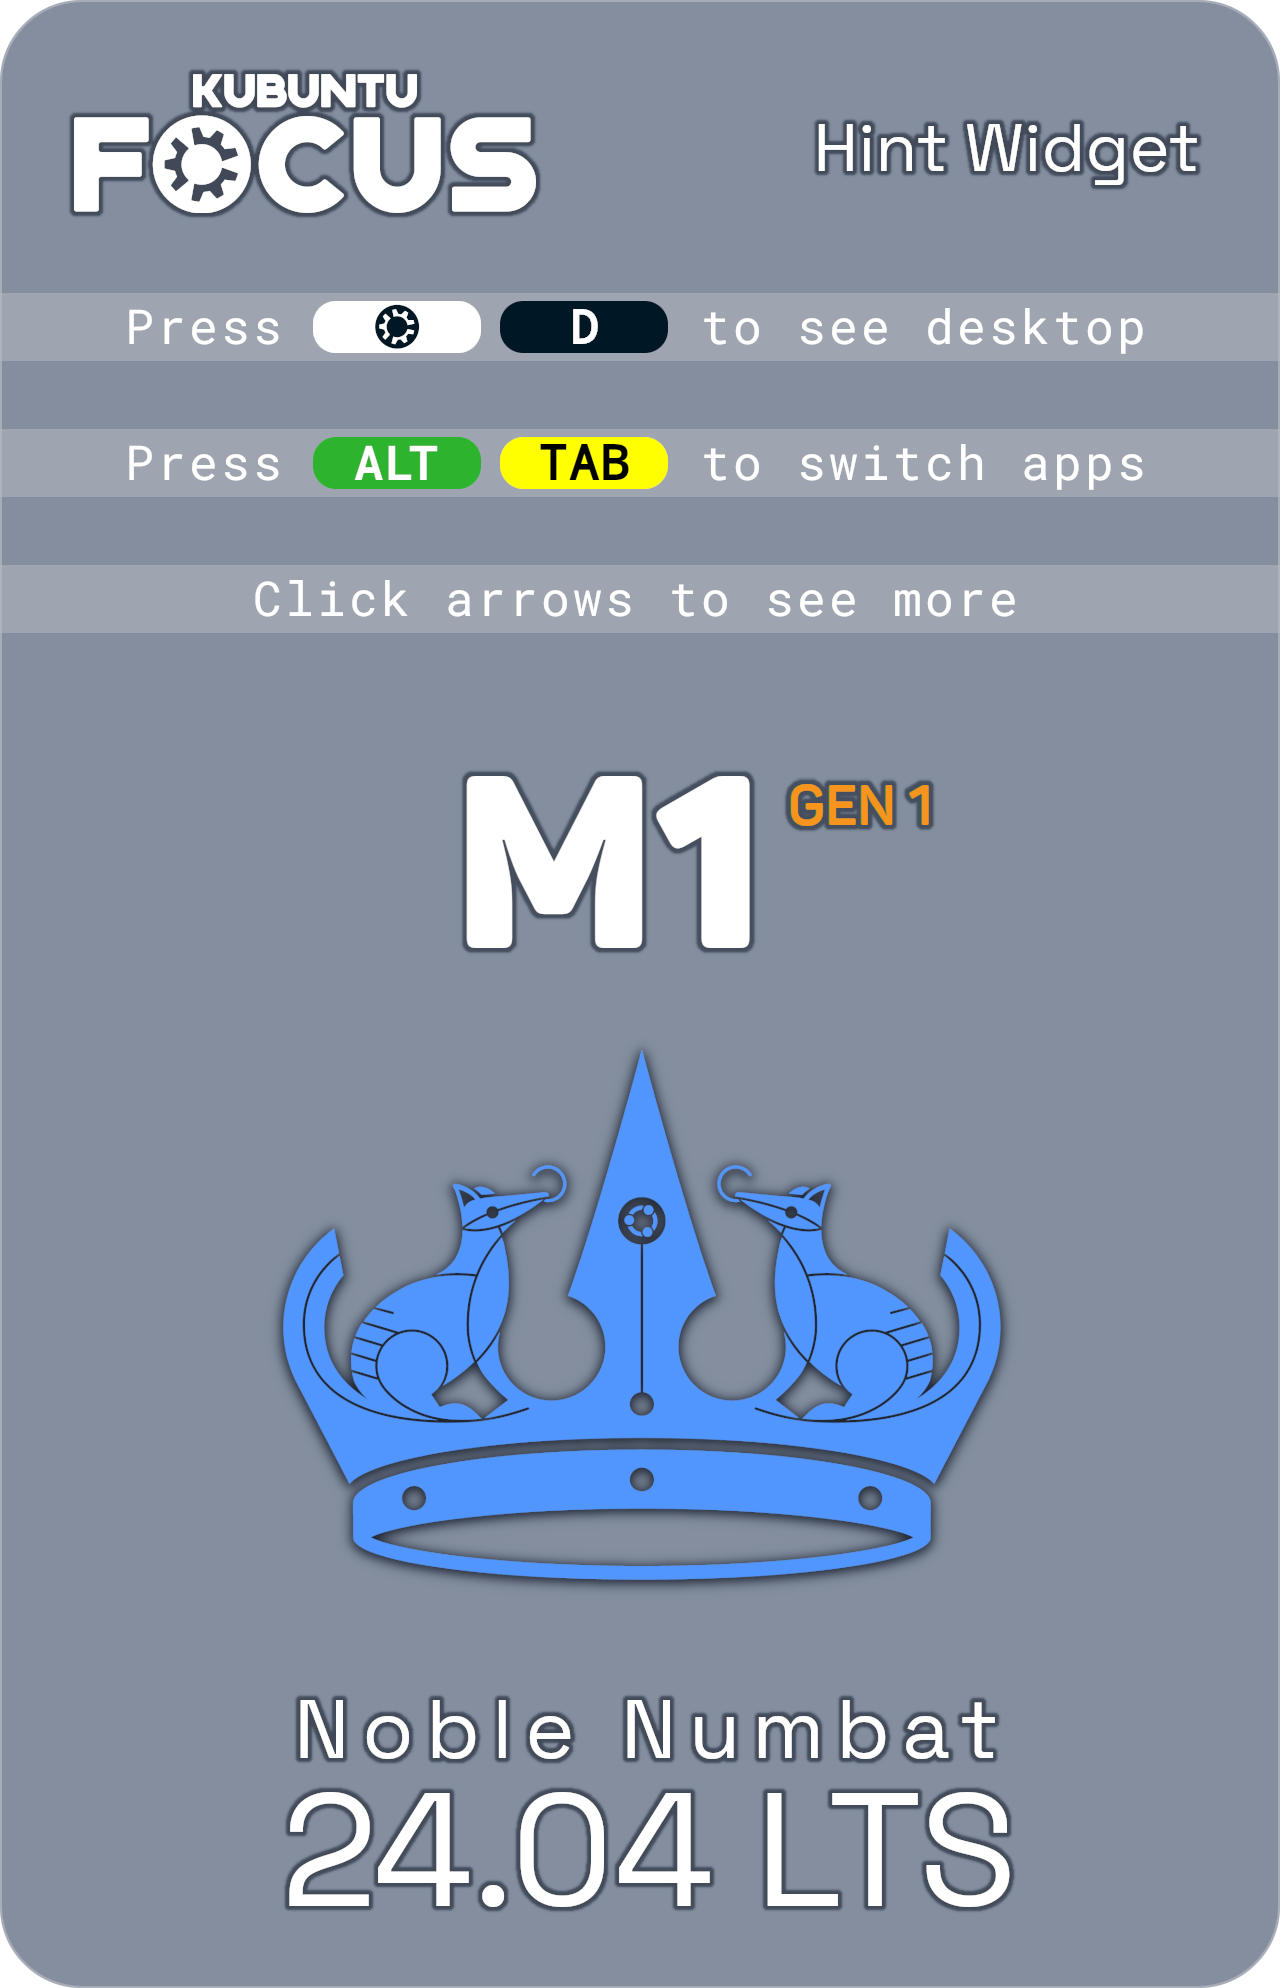 KUBUNTU
FOCUS
Hint Widget
Press D to see desktop
Press ALT TAB to switch apps
Click arrows to see more
M1 GEN 1
Noble Numbat
24.04 LTS